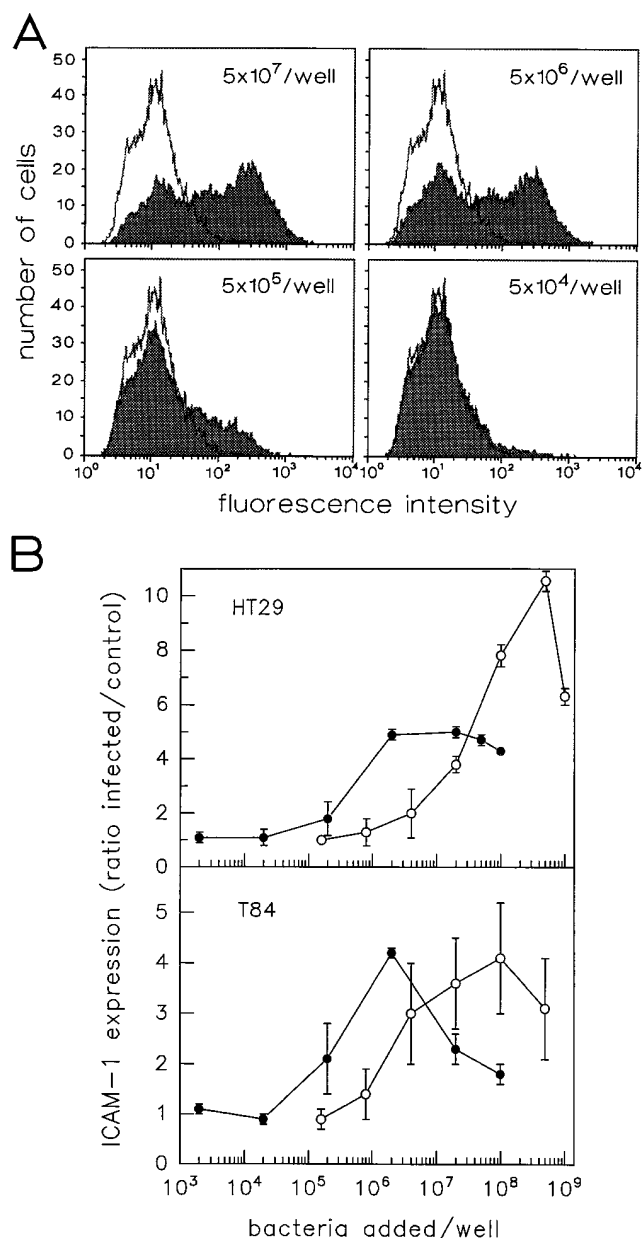 A
5x10⁷/well
5x10⁶/well
50
40
30
20
10
0
5x10⁵/well
5x10⁴/well
50
40
30
20
10
0
number of cells
10⁰ 10¹ 10² 10³ 10⁴
10⁰ 10¹ 10² 10³ 10⁴
fluorescence intensity
B
HT29
10
8
6
4
2
0
T84
5
4
3
2
1
0
ICAM-1 expression (ratio infected/control)
10³ 10⁴ 10⁵ 10⁶ 10⁷ 10⁸ 10⁹
bacteria added/well